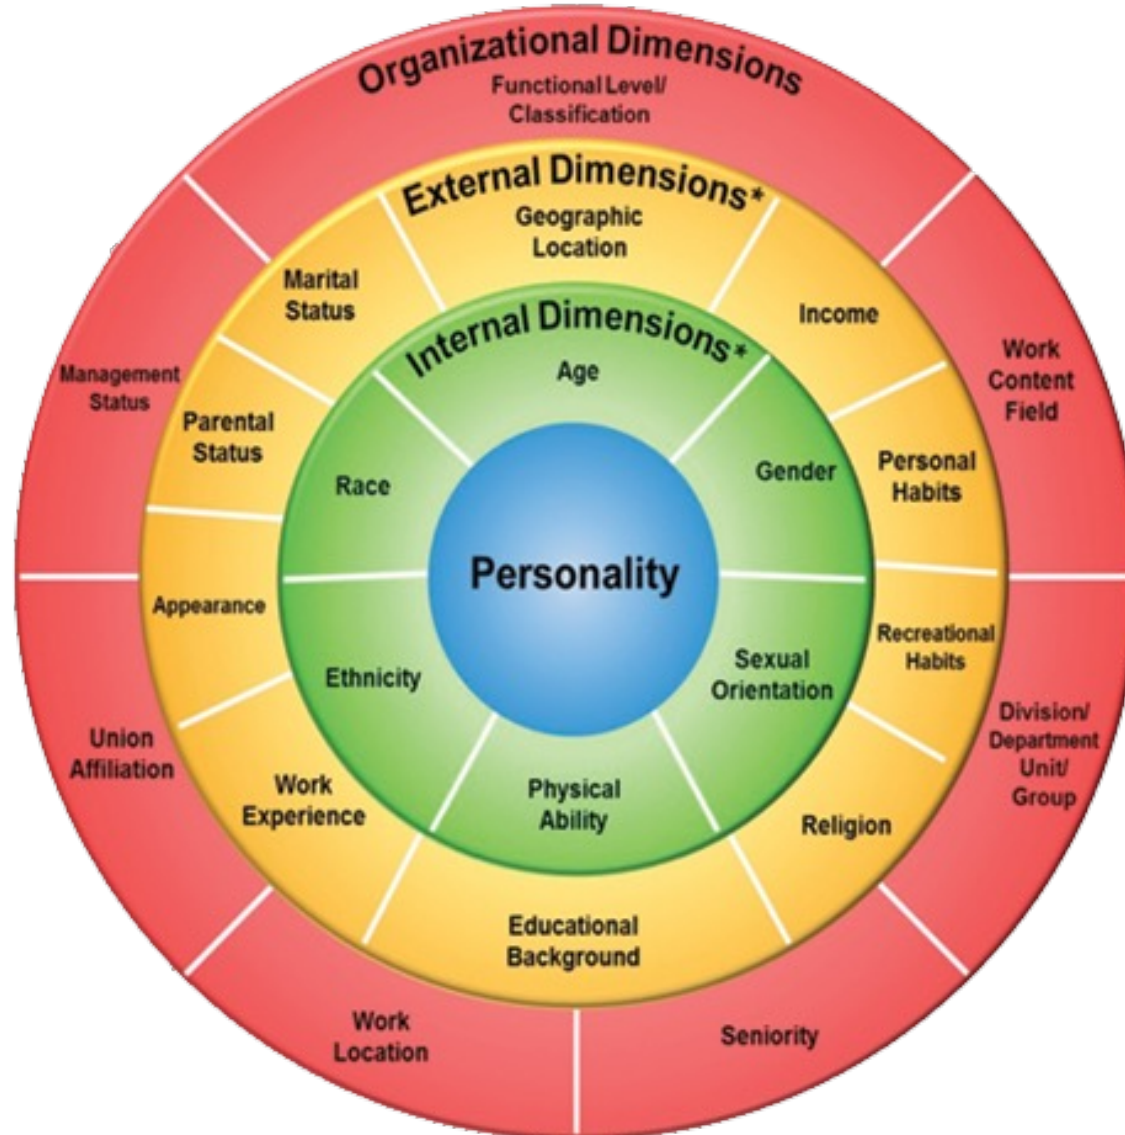 Organizational Dimensions
Functional Level/
Classification
External Dimensions*
Geographic
Location
Internal Dimensions*
Age
Marital
Status
Income
Management
Status
Work
Content
Field
Parental
Status
Personal
Habits
Race
Gender
Personality
Appearance
Recreational
Habits
Ethnicity
Sexual
Orientation
Union
Affiliation
Division/
Department
Unit/
Group
Work
Experience
Physical
Ability
Religion
Educational
Background
Work
Location
Seniority